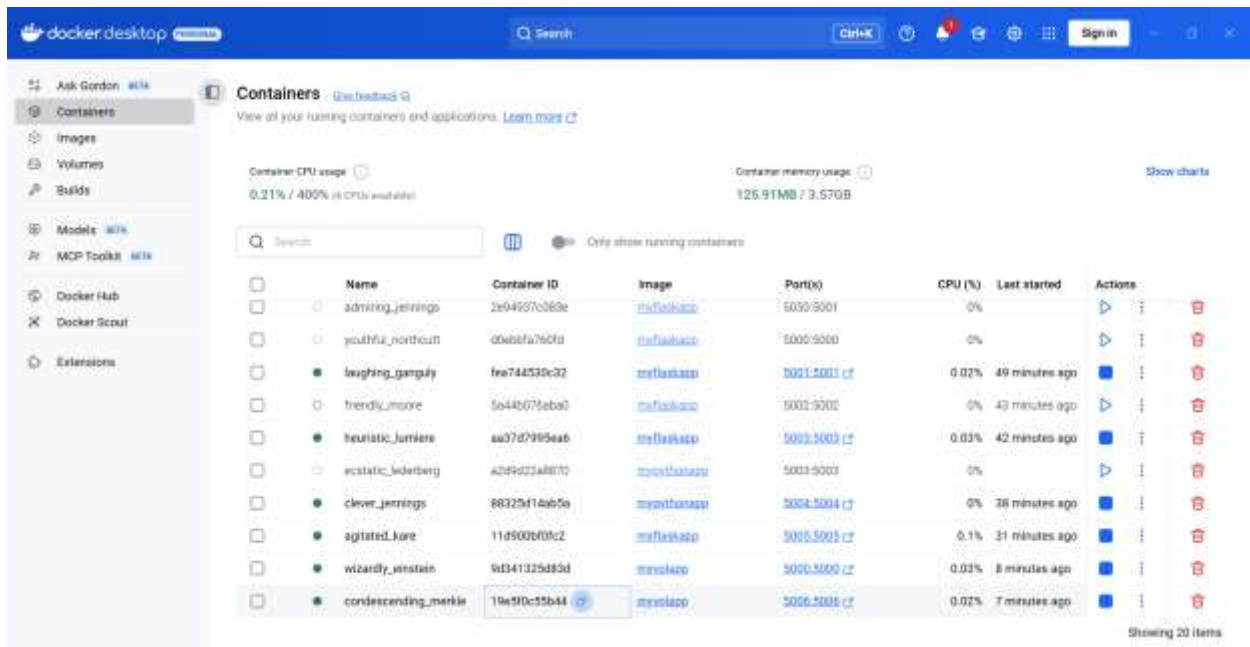 docker desktop PERSONAL Search Ctrl+K Sign in
Ask Gordon BETA
Containers
Images
Volumes
Builds
Models BETA
MCP Toolkit BETA
Docker Hub
Docker Scout
Extensions
Containers Give feedback
View all your running containers and applications. Learn more
Container CPU usage Container memory usage Show charts
0.21% / 400% (4 CPUs available) 125.91MB / 3.57GB
Search Only show running containers
Name Container ID Image Port(s) CPU (%) Last started Actions
admiring_jennings myflaskapp 5050:5001 0%
youthful_northcutt myflaskapp 5000:5000 0%
laughing_ganguly fea744530c32 myflaskapp 5001:5001 0.02% 49 minutes ago
friendly_moore myflaskapp 5002:5002 0% 43 minutes ago
heuristic_lumiere aa37d7995ea6 myflaskapp 5003:5003 0.03% 42 minutes ago
ecstatic_lederberg mypythonapp 5003:5003 0%
clever_jennings 88325d14ab5a mypythonapp 5004:5004 0% 38 minutes ago
agitated_kare 11d900bf0fc2 myflaskapp 5005:5005 0.1% 31 minutes ago
wizardly_einstein 9d341325d83d myvolapp 5000:5000 0.03% 8 minutes ago
condescending_merkle 19e5f0c55b44 myvolapp 5006:5006 0.02% 7 minutes ago
Showing 20 items